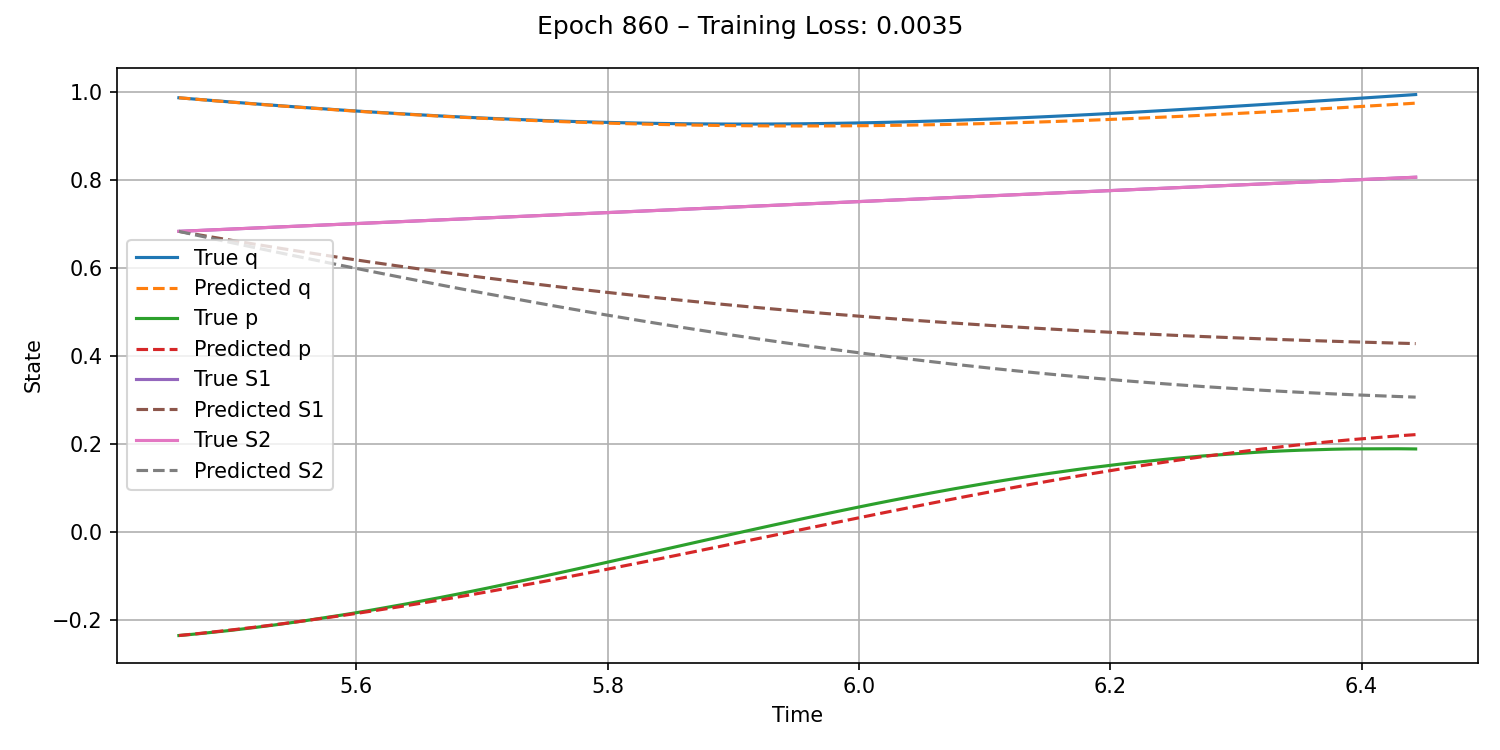 Epoch 860 – Training Loss: 0.0035
1.0
0.8
0.6
0.4
0.2
0.0
−0.2
State
True q
Predicted q
True p
Predicted p
True S1
Predicted S1
True S2
Predicted S2
5.6 5.8 6.0 6.2 6.4
Time